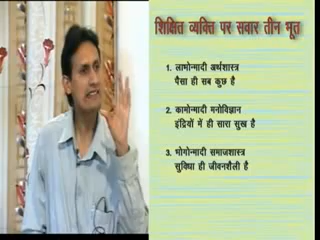 शिक्षित व्यक्ति पर सवार तीन भूत
1. लाभोन्मादी अर्थशास्त्र
पैसा ही सब कुछ है
2. कामोन्मादी मनोविज्ञान
इंद्रियों में ही सारा सुख है
3. भोगोन्मादी समाजशास्त्र
सुविधा ही जीवनशैली है